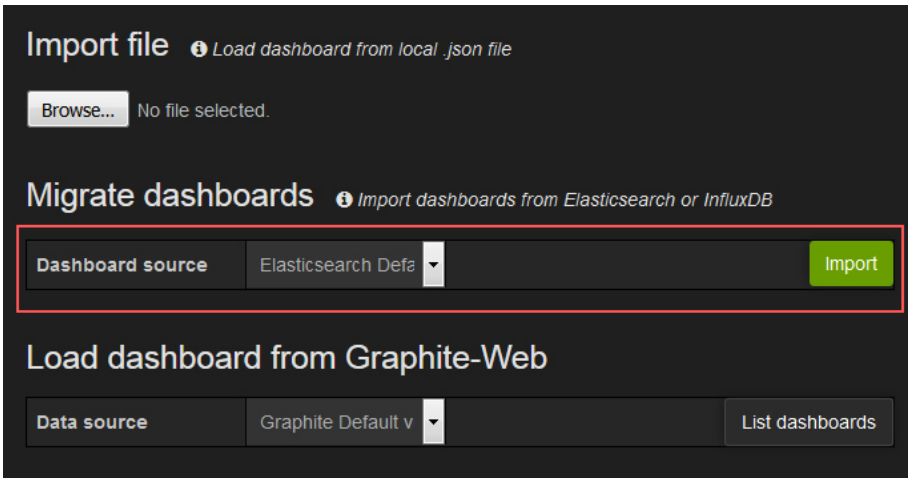 Import file Load dashboard from local .json file
Browse... No file selected.
Migrate dashboards Import dashboards from Elasticsearch or InfluxDB
Dashboard source Elasticsearch Defa Import
Load dashboard from Graphite-Web
Data source Graphite Default v List dashboards